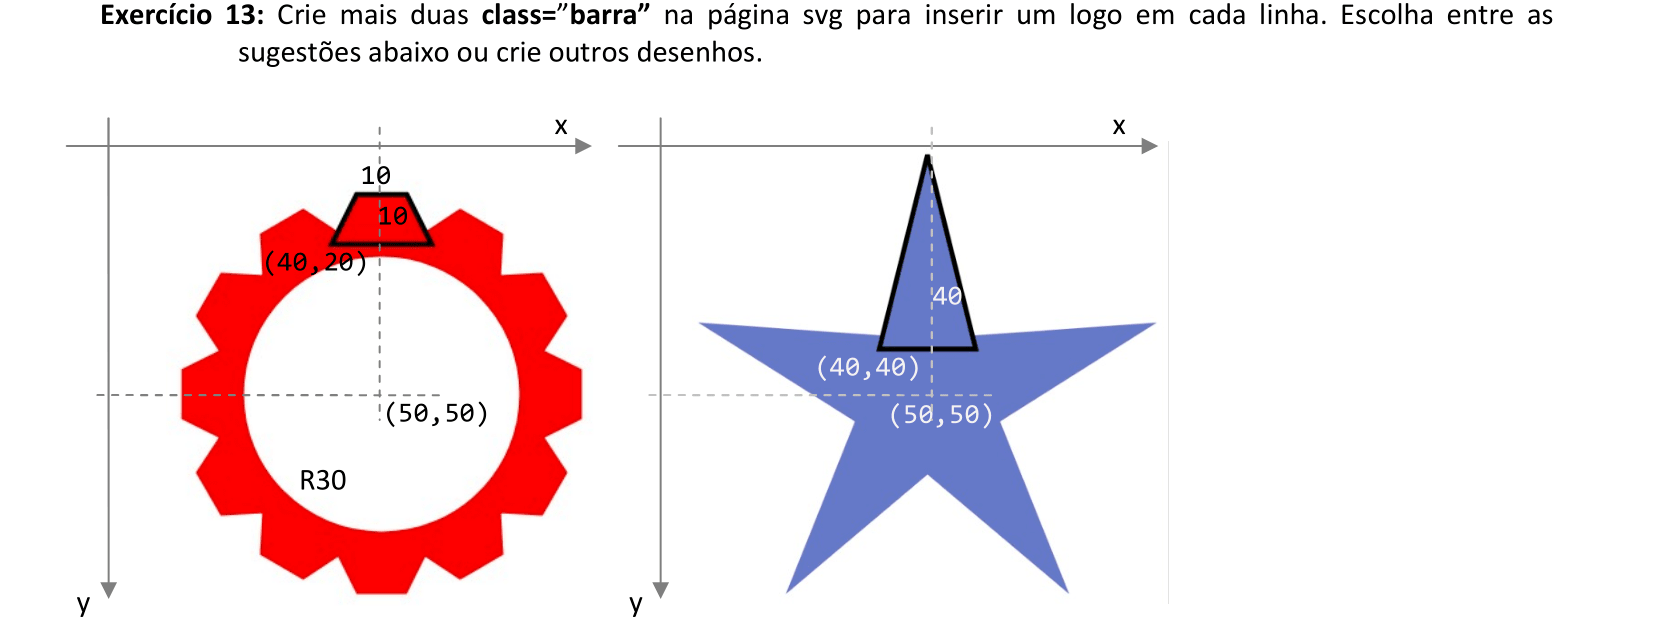 Exercício 13: Crie mais duas class=”barra” na página svg para inserir um logo em cada linha. Escolha entre as
sugestões abaixo ou crie outros desenhos.
x
10
10
(40,20)
(50,50)
R30
y
x
40
(40,40)
(50,50)
y